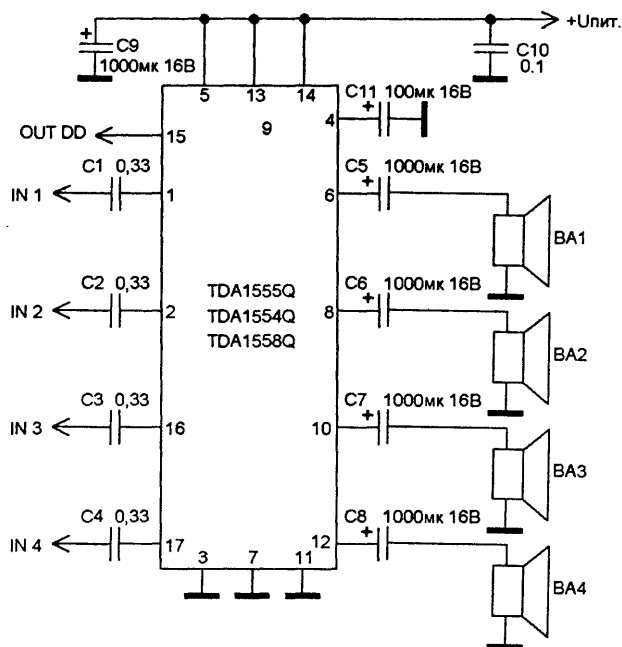 +Uпит.
+
C9
1000мк 16В
C10
0.1
5
13
14
9
C11 100мк 16В
4
+
OUT DD
15
C1 0,33
IN 1
1
C5 1000мк 16В
6
+
BA1
C2 0,33
IN 2
2
TDA1555Q
TDA1554Q
TDA1558Q
C6 1000мк 16В
8
+
BA2
C3 0,33
IN 3
16
C7 1000мк 16В
10
+
BA3
C4 0,33
IN 4
17
C8 1000мк 16В
12
+
BA4
3
7
11